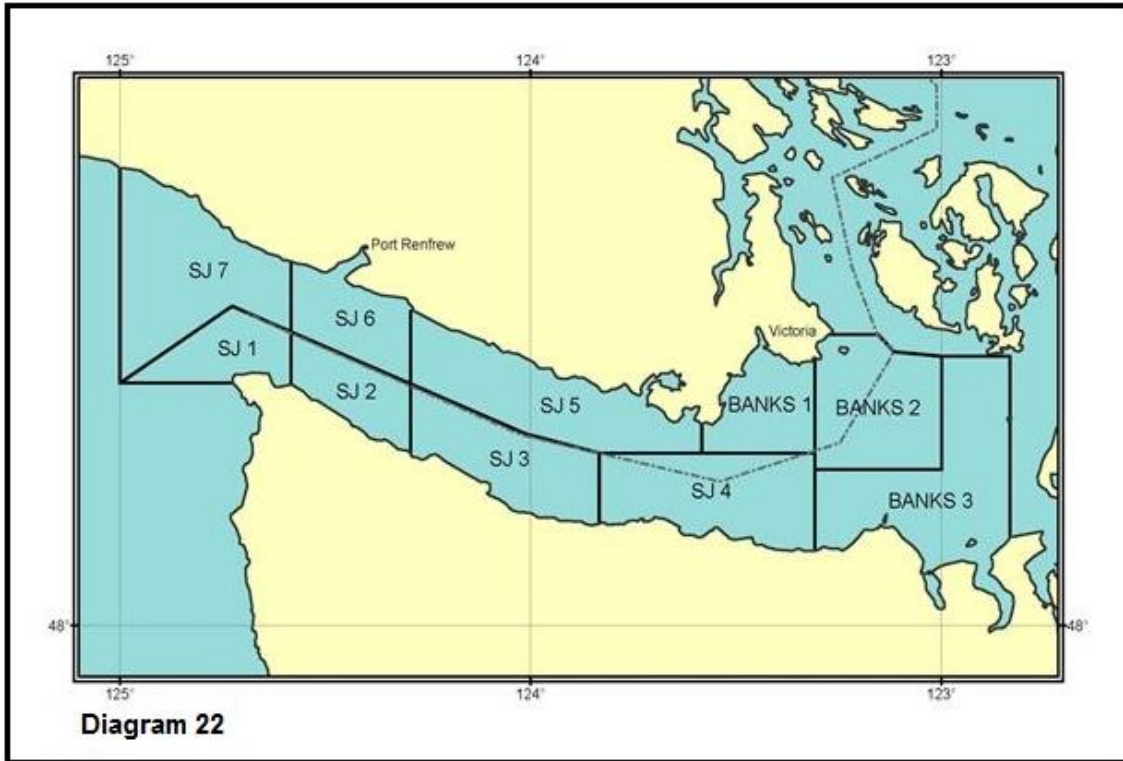 125° 124° 123°
Port Renfrew
SJ 7
SJ 6
Victoria
SJ 1
SJ 2
SJ 5
BANKS 1
BANKS 2
SJ 3
SJ 4
BANKS 3
48° 48°
125° 124° 123°
Diagram 22